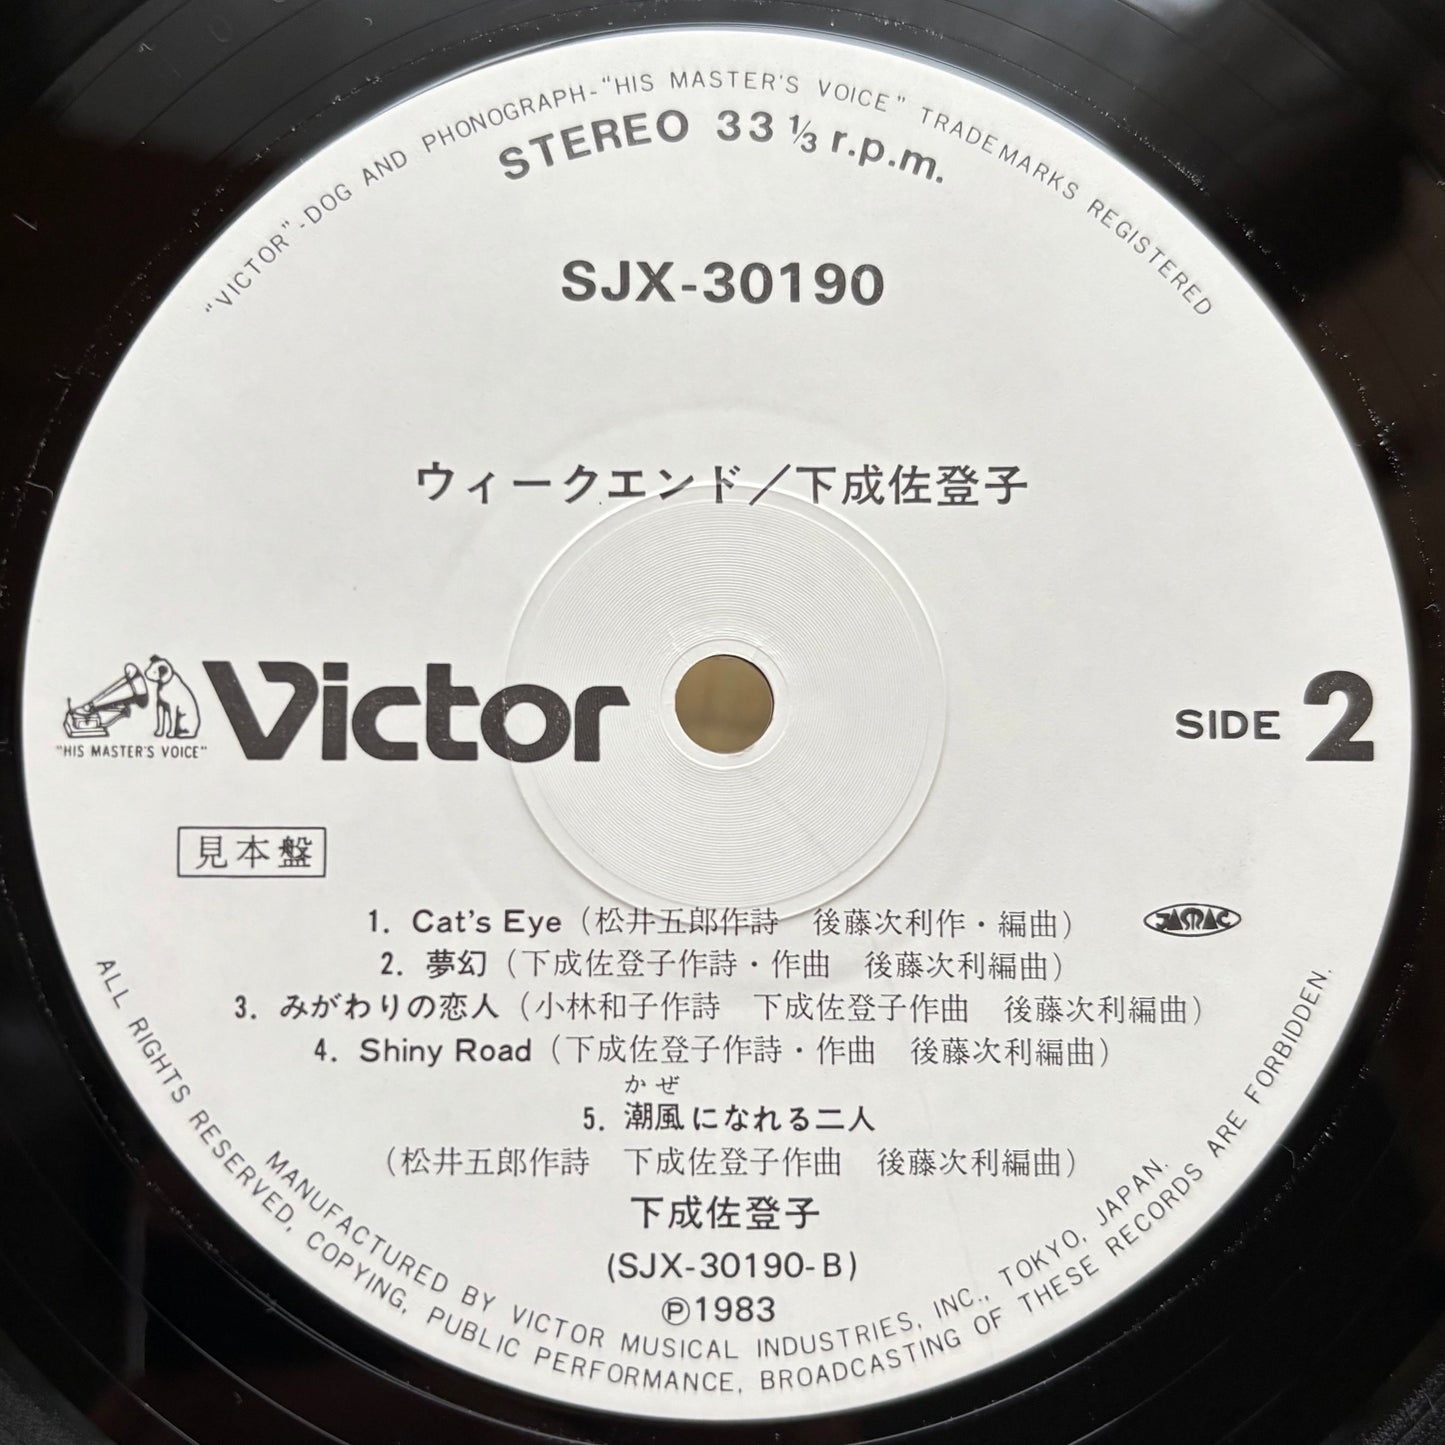 "VICTOR"-DOG AND PHONOGRAPH-"HIS MASTER'S VOICE" TRADEMARKS REGISTERED
STEREO 33 1/3 r.p.m.
SJX-30190
ウィークエンド／下成佐登子
Victor
"HIS MASTER'S VOICE"
SIDE 2
見本盤
1. Cat's Eye（松井五郎作詩　後藤次利作・編曲）
JASRAC
2. 夢幻（下成佐登子作詩・作曲　後藤次利編曲）
3. みがわりの恋人（小林和子作詩　下成佐登子作曲　後藤次利編曲）
4. Shiny Road（下成佐登子作詩・作曲　後藤次利編曲）
かぜ
5. 潮風になれる二人
（松井五郎作詩　下成佐登子作曲　後藤次利編曲）
下成佐登子
(SJX-30190-B)
Ⓟ1983
MANUFACTURED BY VICTOR MUSICAL INDUSTRIES, INC., TOKYO, JAPAN.
ALL RIGHTS RESERVED, COPYING, PUBLIC PERFORMANCE, BROADCASTING OF THESE RECORDS ARE FORBIDDEN.